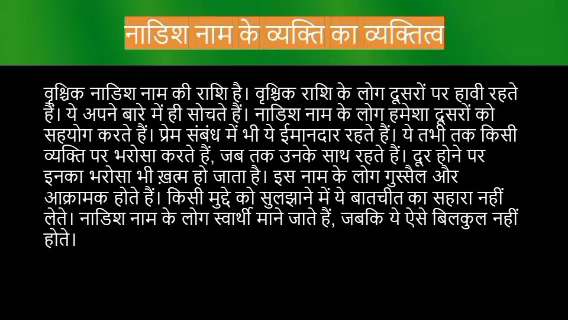 नाडिश नाम के व्यक्ति का व्यक्तित्व
वृश्चिक नाडिश नाम की राशि है। वृश्चिक राशि के लोग दूसरों पर हावी रहते
हैं। ये अपने बारे में ही सोचते हैं। नाडिश नाम के लोग हमेशा दूसरों को
सहयोग करते हैं। प्रेम संबंध में भी ये ईमानदार रहते हैं। ये तभी तक किसी
व्यक्ति पर भरोसा करते हैं, जब तक उनके साथ रहते हैं। दूर होने पर
इनका भरोसा भी ख़त्म हो जाता है। इस नाम के लोग गुस्सैल और
आक्रामक होते हैं। किसी मुद्दे को सुलझाने में ये बातचीत का सहारा नहीं
लेते। नाडिश नाम के लोग स्वार्थी माने जाते हैं, जबकि ये ऐसे बिलकुल नहीं
होते।